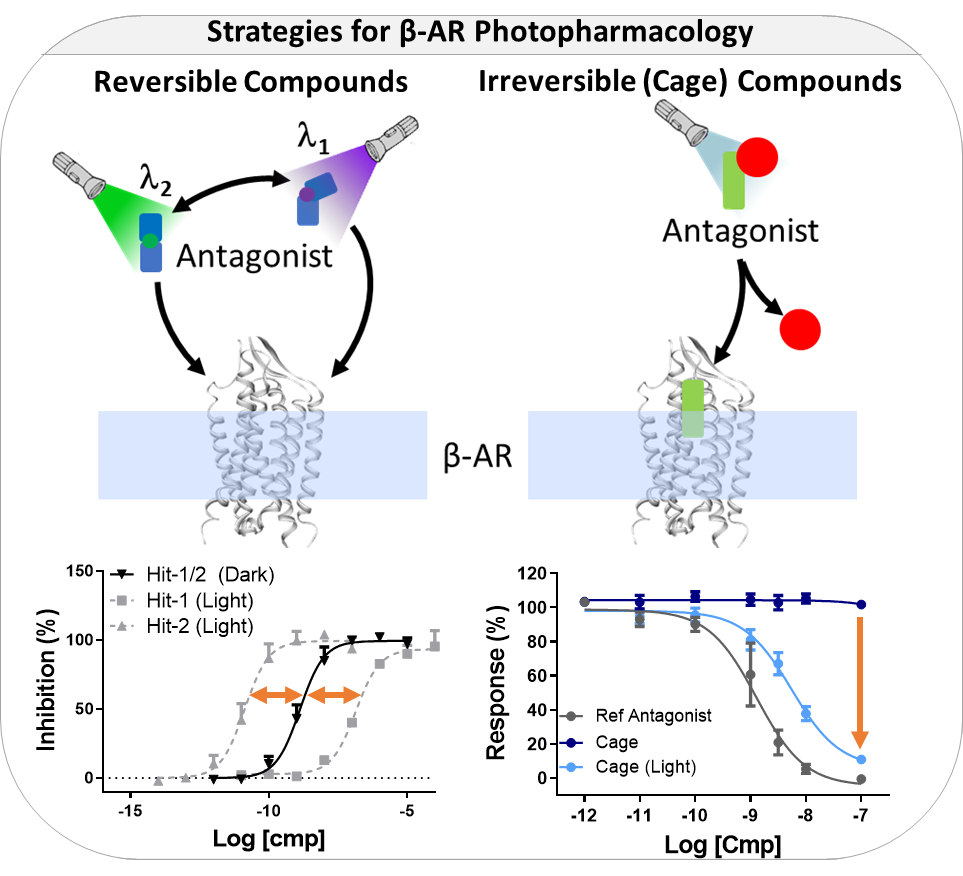 Strategies for β-AR Photopharmacology
Reversible Compounds
Irreversible (Cage) Compounds
λ1
λ2
Antagonist
Antagonist
β-AR
150
100
50
0
Inhibition (%)
Hit-1/2 (Dark)
Hit-1 (Light)
Hit-2 (Light)
-15
-10
-5
Log [cmp]
120
100
80
60
40
20
0
Response (%)
Ref Antagonist
Cage
Cage (Light)
-12
-11
-10
-9
-8
-7
Log [Cmp]